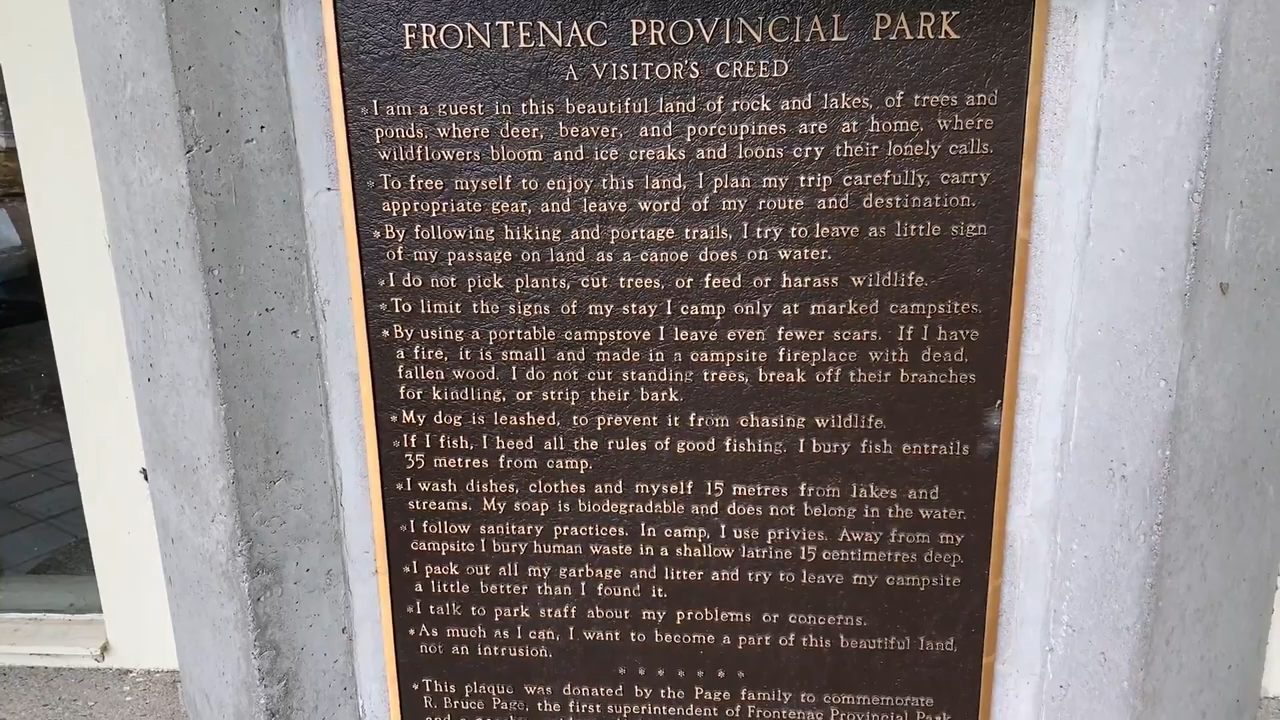 FRONTENAC PROVINCIAL PARK
A VISITOR'S CREED
*I am a guest in this beautiful land of rock and lakes, of trees and
ponds, where deer, beaver, and porcupines are at home, where
wildflowers bloom and ice creaks and loons cry their lonely calls.
*To free myself to enjoy this land, I plan my trip carefully, carry
appropriate gear, and leave word of my route and destination.
*By following hiking and portage trails, I try to leave as little sign
of my passage on land as a canoe does on water.
*I do not pick plants, cut trees, or feed or harass wildlife.
*To limit the signs of my stay I camp only at marked campsites.
*By using a portable campstove I leave even fewer scars. If I have
a fire, it is small and made in a campsite fireplace with dead,
fallen wood. I do not cut standing trees, break off their branches
for kindling, or strip their bark.
*My dog is leashed, to prevent it from chasing wildlife.
*If I fish, I heed all the rules of good fishing. I bury fish entrails
35 metres from camp.
*I wash dishes, clothes and myself 15 metres from lakes and
streams. My soap is biodegradable and does not belong in the water.
*I follow sanitary practices. In camp, I use privies. Away from my
campsite I bury human waste in a shallow latrine 15 centimetres deep.
*I pack out all my garbage and litter and try to leave my campsite
a little better than I found it.
*I talk to park staff about my problems or concerns.
*As much as I can, I want to become a part of this beautiful land,
not an intrusion.
* * * * * * *
*This plaque was donated by the Page family to commemorate
R. Bruce Page, the first superintendent of Frontenac Provincial Park